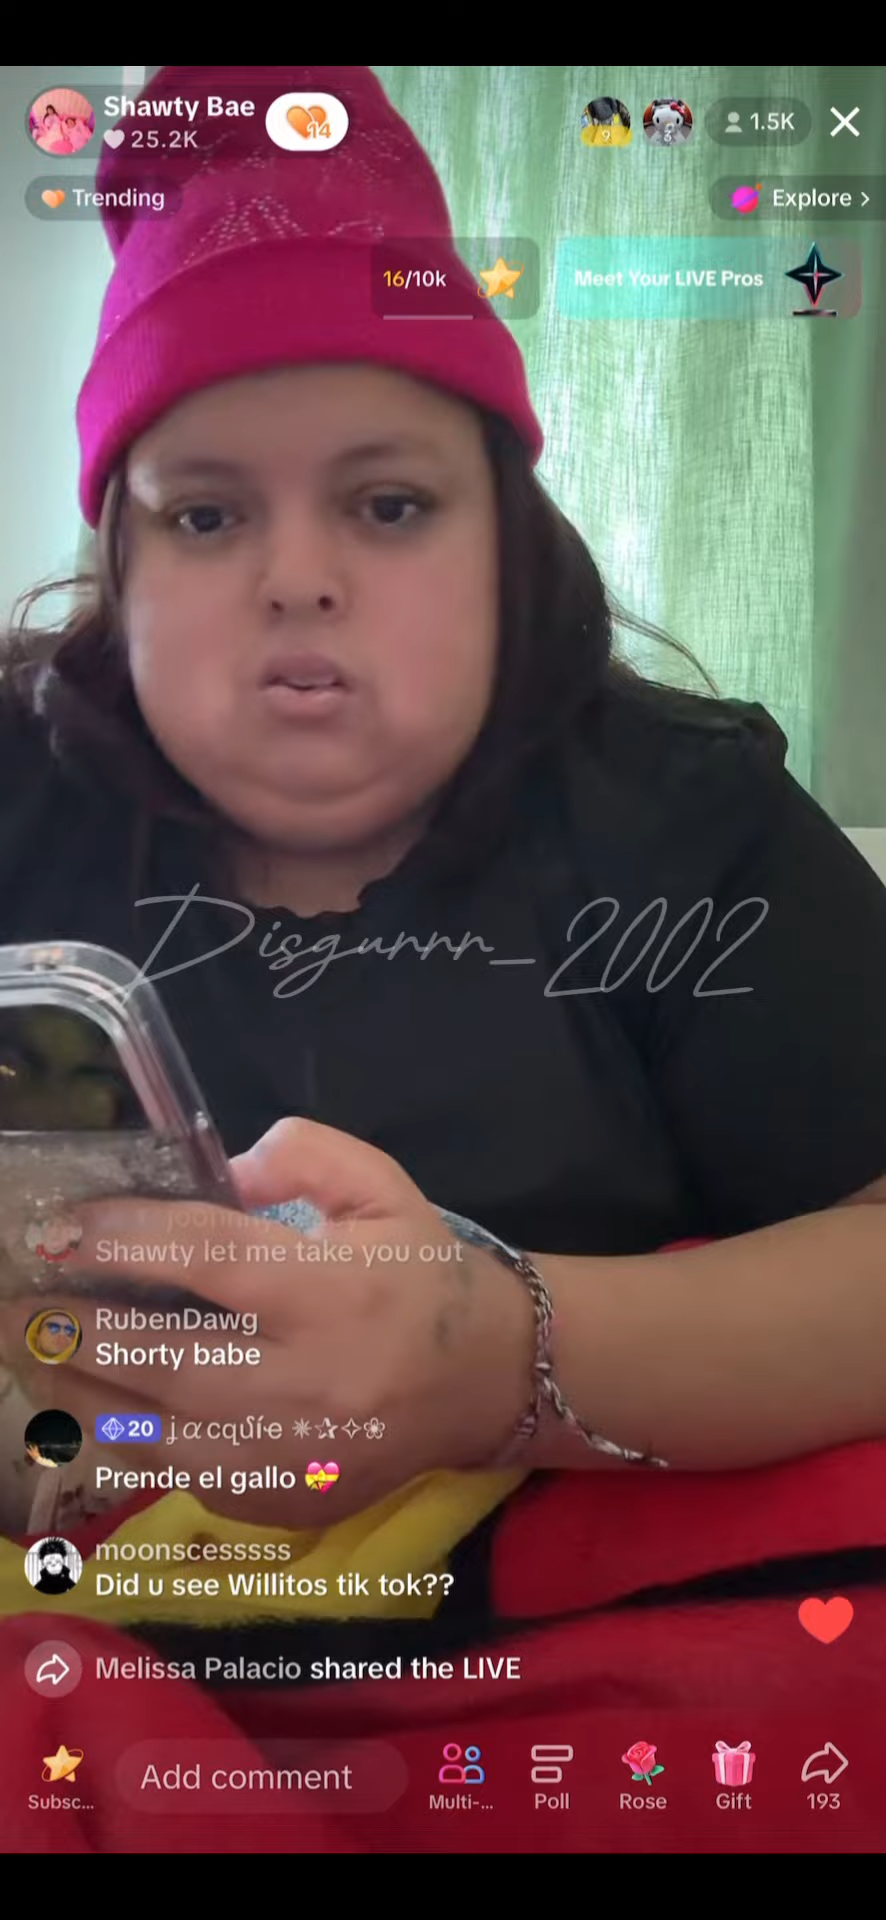 Shawty Bae
25.2K
14
9
6
1.5K
Trending
Explore >
16/10k
Meet Your LIVE Pros
Disgurrr_2002
Shawty let me take you out
RubenDawg
Shorty babe
20
Prende el gallo
moonscesssss
Did u see Willitos tik tok??
Melissa Palacio shared the LIVE
Subsc...
Add comment
Multi-...
Poll
Rose
Gift
193